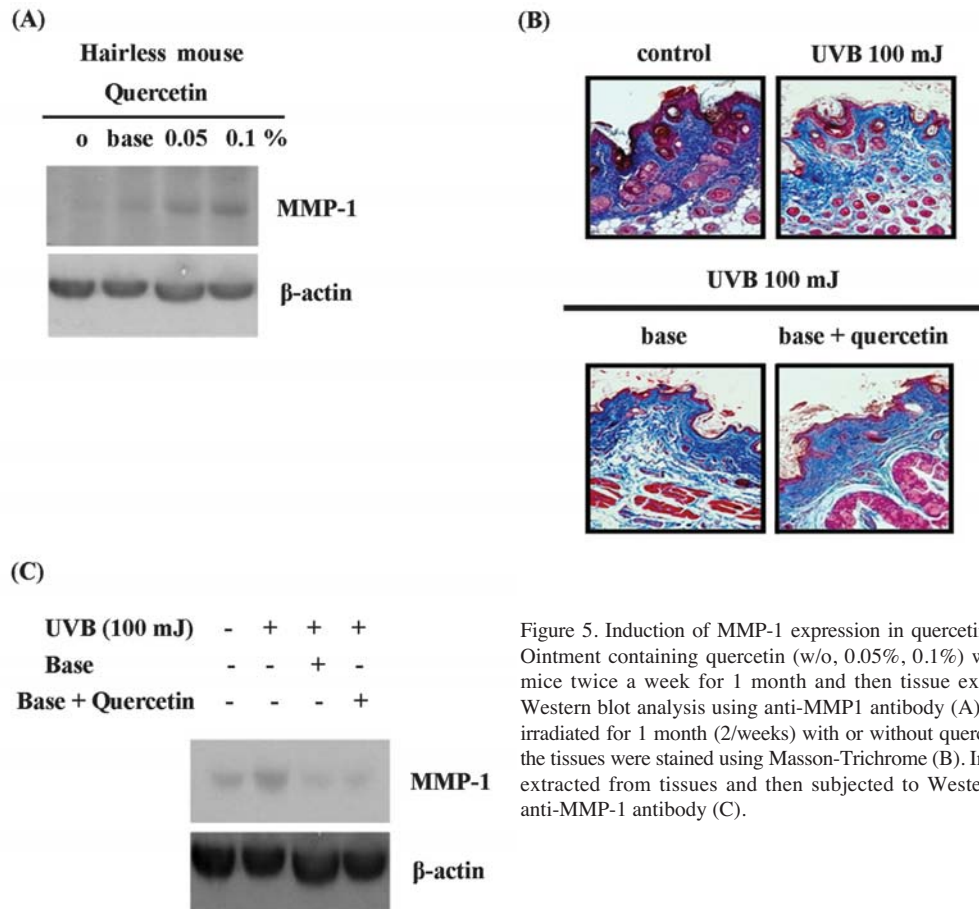 (A)
Hairless mouse
Quercetin
o base 0.05 0.1 %
MMP-1
β-actin
(B)
control UVB 100 mJ
UVB 100 mJ
base base + quercetin
(C)
UVB (100 mJ) - + + +
Base - - + -
Base + Quercetin - - - +
MMP-1
β-actin
Figure 5. Induction of MMP-1 expression in querceti
Ointment containing quercetin (w/o, 0.05%, 0.1%) w
mice twice a week for 1 month and then tissue ex
Western blot analysis using anti-MMP1 antibody (A)
irradiated for 1 month (2/weeks) with or without querc
the tissues were stained using Masson-Trichrome (B). In
extracted from tissues and then subjected to Weste
anti-MMP-1 antibody (C).